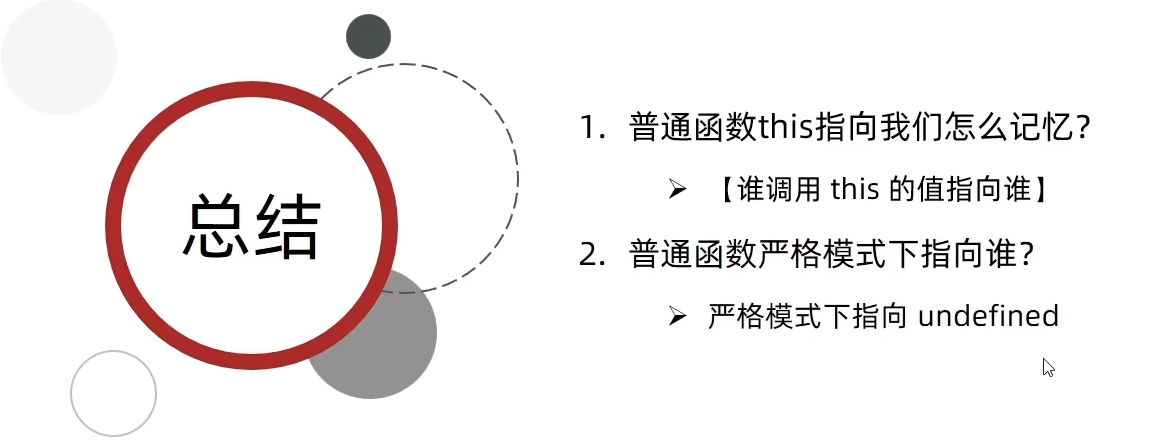 总结
1. 普通函数this指向我们怎么记忆？
➢ 【谁调用 this 的值指向谁】
2. 普通函数严格模式下指向谁？
➢ 严格模式下指向 undefined